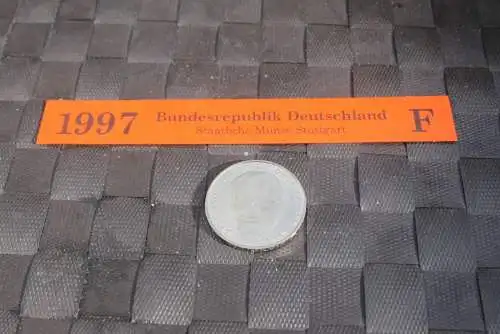 1997 Bundesrepublik Deutschland F
Staatliche Münze Stuttgart